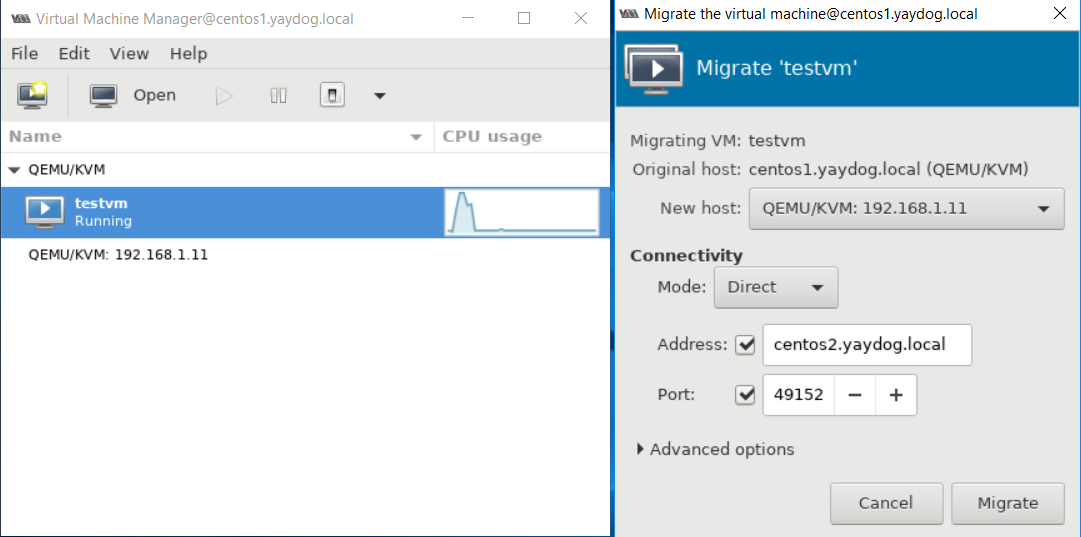 Virtual Machine Manager@centos1.yaydog.local
File Edit View Help
Open
Name CPU usage
QEMU/KVM
testvm
Running
QEMU/KVM: 192.168.1.11
Migrate the virtual machine@centos1.yaydog.local
Migrate 'testvm'
Migrating VM: testvm
Original host: centos1.yaydog.local (QEMU/KVM)
New host: QEMU/KVM: 192.168.1.11
Connectivity
Mode: Direct
Address: centos2.yaydog.local
Port: 49152 − +
Advanced options
Cancel Migrate